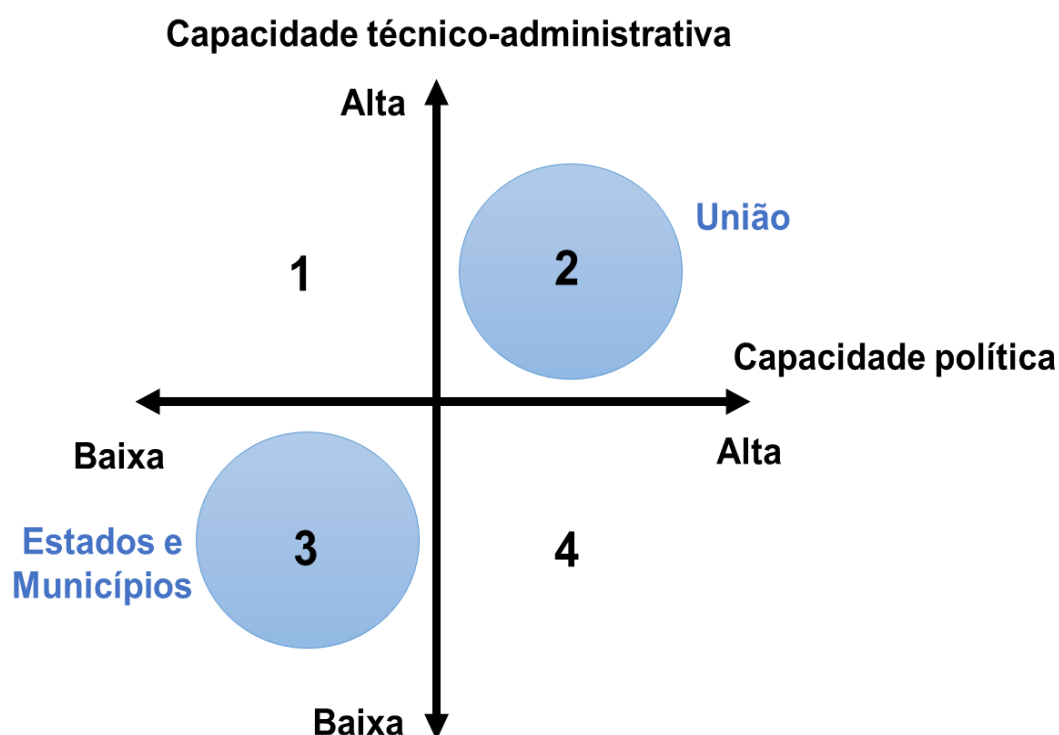 Capacidade técnico-administrativa
Alta
União
1
2
Capacidade política
Baixa
Alta
Estados e
Municípios
3
4
Baixa